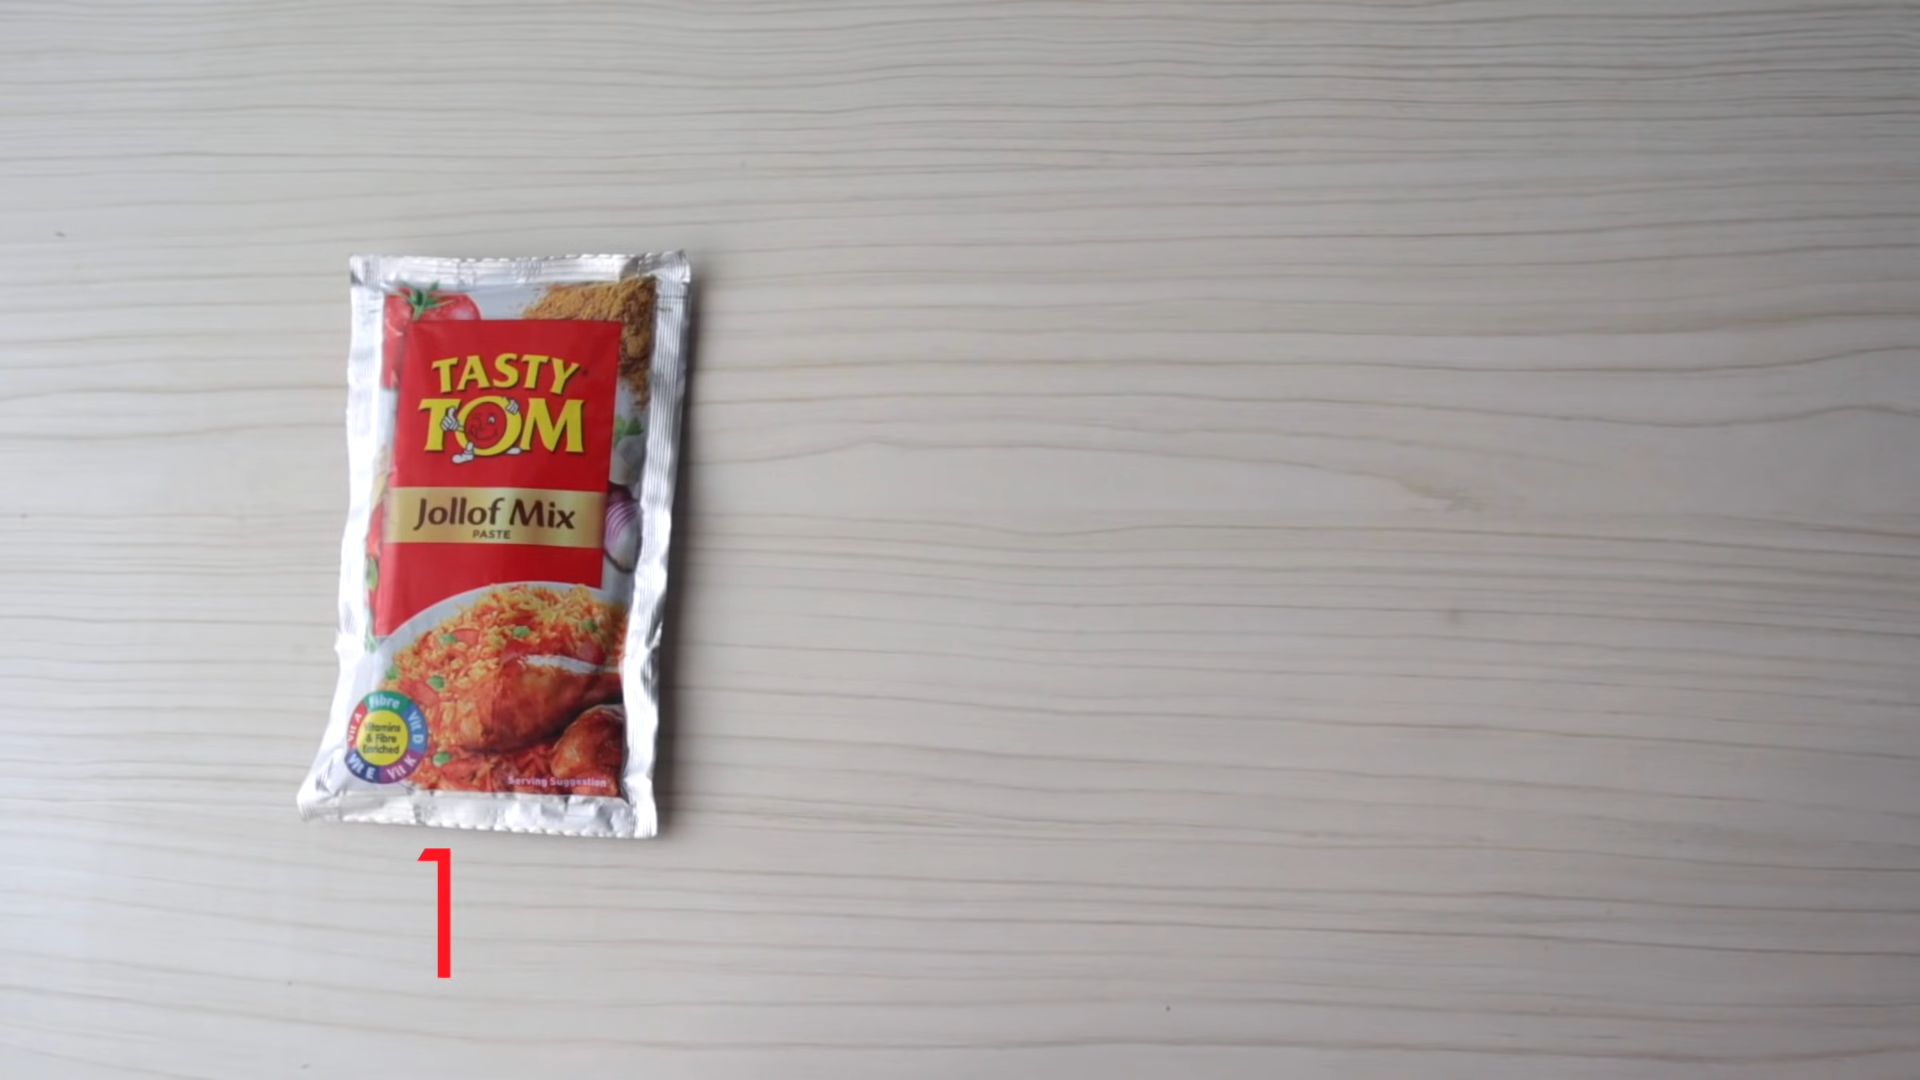 TASTY
TOM
Jollof Mix
PASTE
Fibre
Vit A
Vit D
Vitamins
& Fibre
Enriched
Vit E
Vit K
Serving Suggestion
1